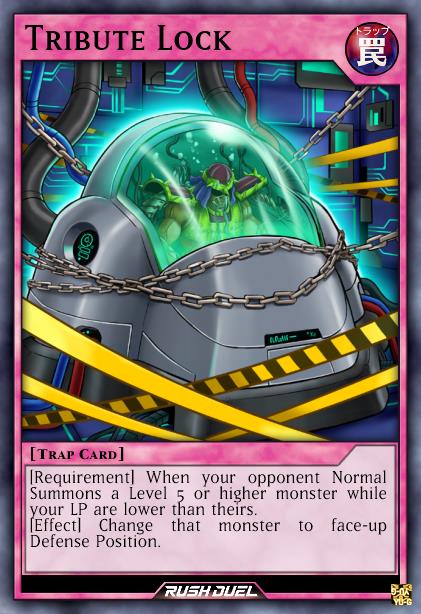 Tribute Lock
トラップ
罠
[Trap Card]
[Requirement] When your opponent Normal
Summons a Level 5 or higher monster while
your LP are lower than theirs.
[Effect] Change that monster to face-up
Defense Position.
RUSH DUEL